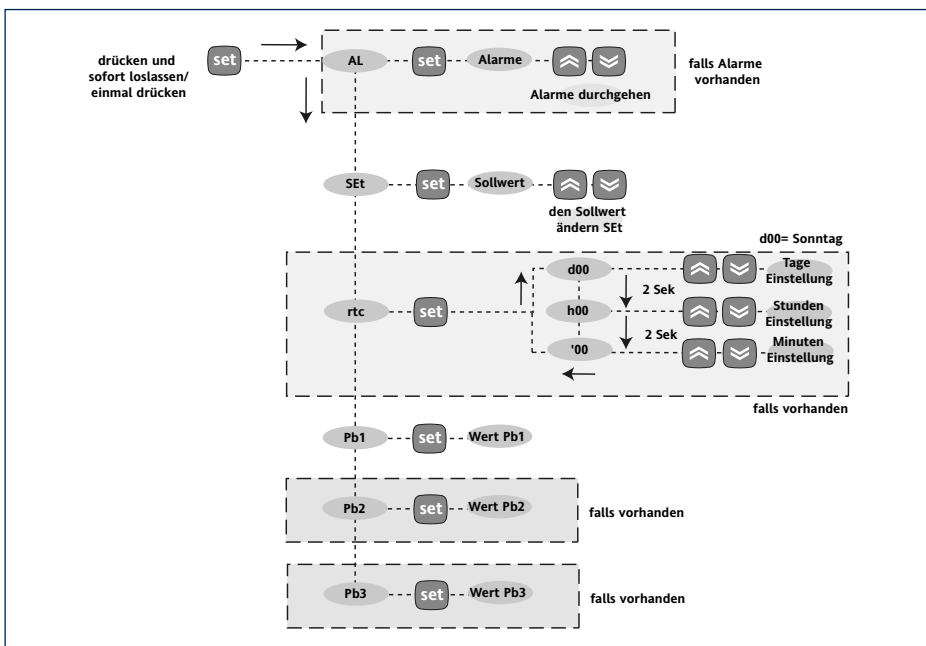 drücken und
sofort loslassen/
einmal drücken
set
AL
set
Alarme
Alarme durchgehen
falls Alarme
vorhanden
SEt
set
Sollwert
den Sollwert
ändern SEt
d00= Sonntag
rtc
set
d00
2 Sek
h00
2 Sek
'00
Tage
Einstellung
Stunden
Einstellung
Minuten
Einstellung
falls vorhanden
Pb1
set
Wert Pb1
Pb2
set
Wert Pb2
falls vorhanden
Pb3
set
Wert Pb3
falls vorhanden